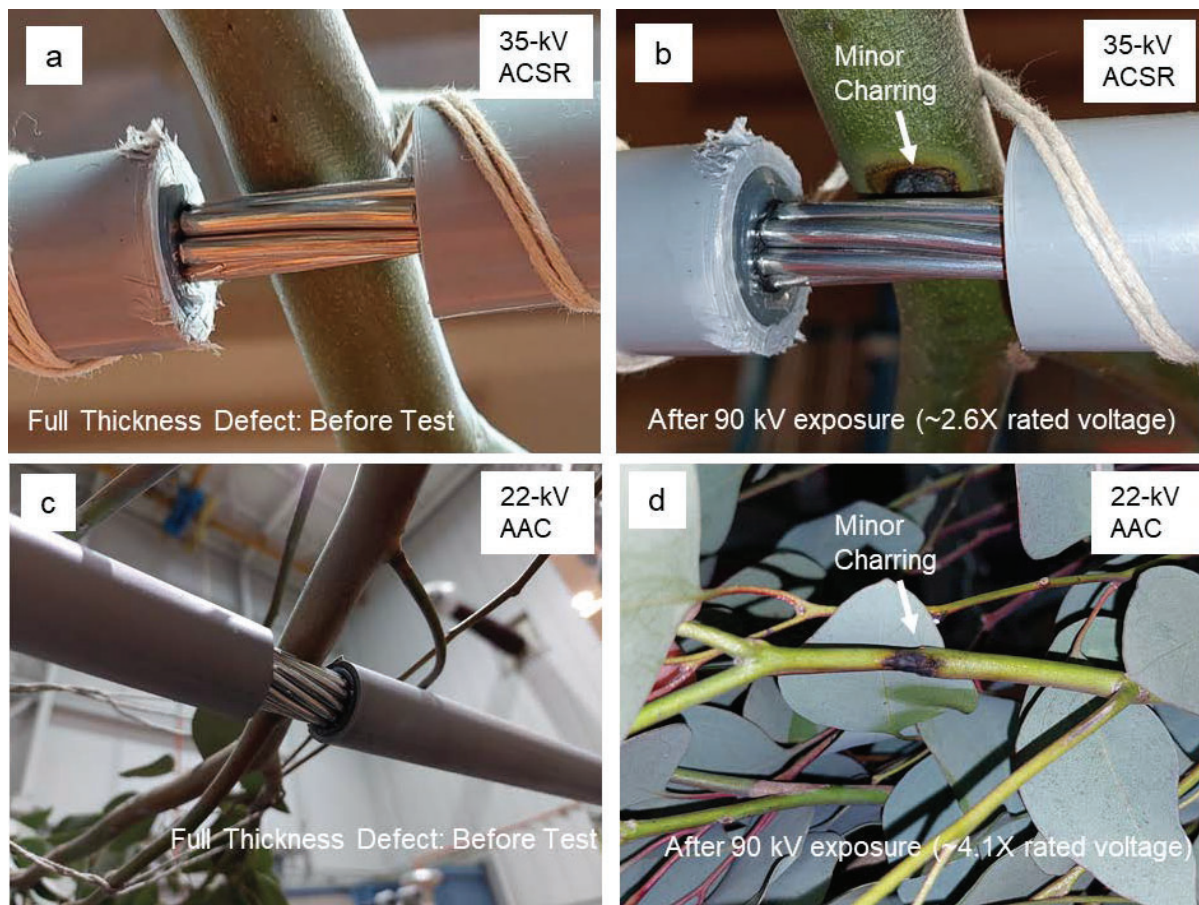 a
35-kV
ACSR
Full Thickness Defect: Before Test
b
Minor
Charring
35-kV
ACSR
After 90 kV exposure (~2.6X rated voltage)
c
22-kV
AAC
Full Thickness Defect: Before Test
d
Minor
Charring
22-kV
AAC
After 90 kV exposure (~4.1X rated voltage)